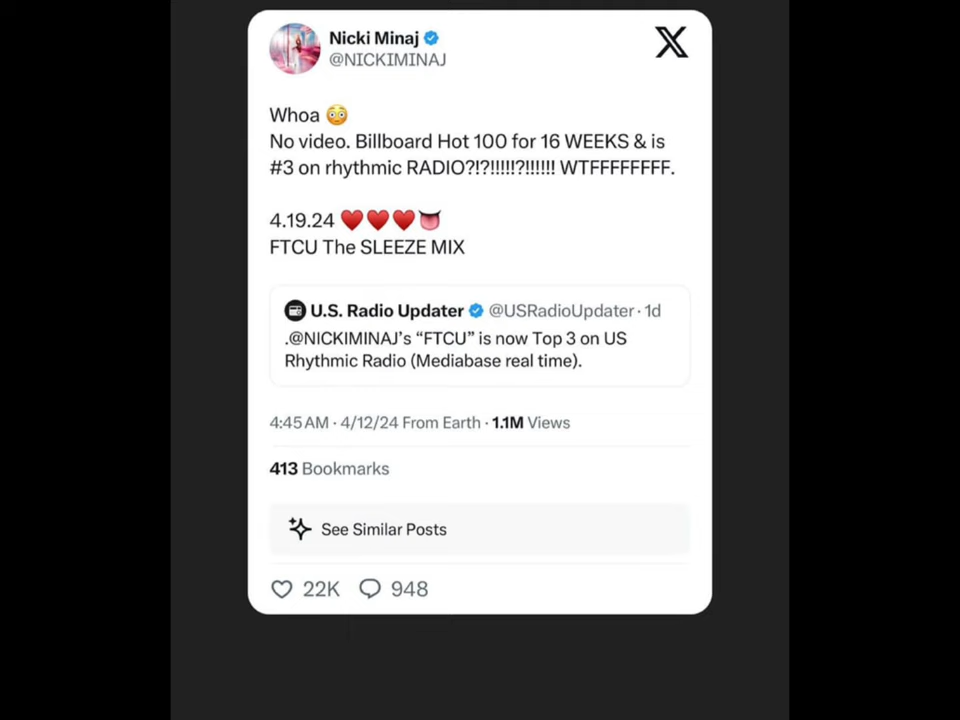 Nicki Minaj
@NICKIMINAJ
Whoa 😳
No video. Billboard Hot 100 for 16 WEEKS & is
#3 on rhythmic RADIO?!?!!!!!?!!!!!! WTFFFFFFFF.
4.19.24 ♥️♥️♥️👅
FTCU The SLEEZE MIX
U.S. Radio Updater @USRadioUpdater · 1d
.@NICKIMINAJ’s “FTCU” is now Top 3 on US
Rhythmic Radio (Mediabase real time).
4:45 AM · 4/12/24 From Earth · 1.1M Views
413 Bookmarks
See Similar Posts
22K 948